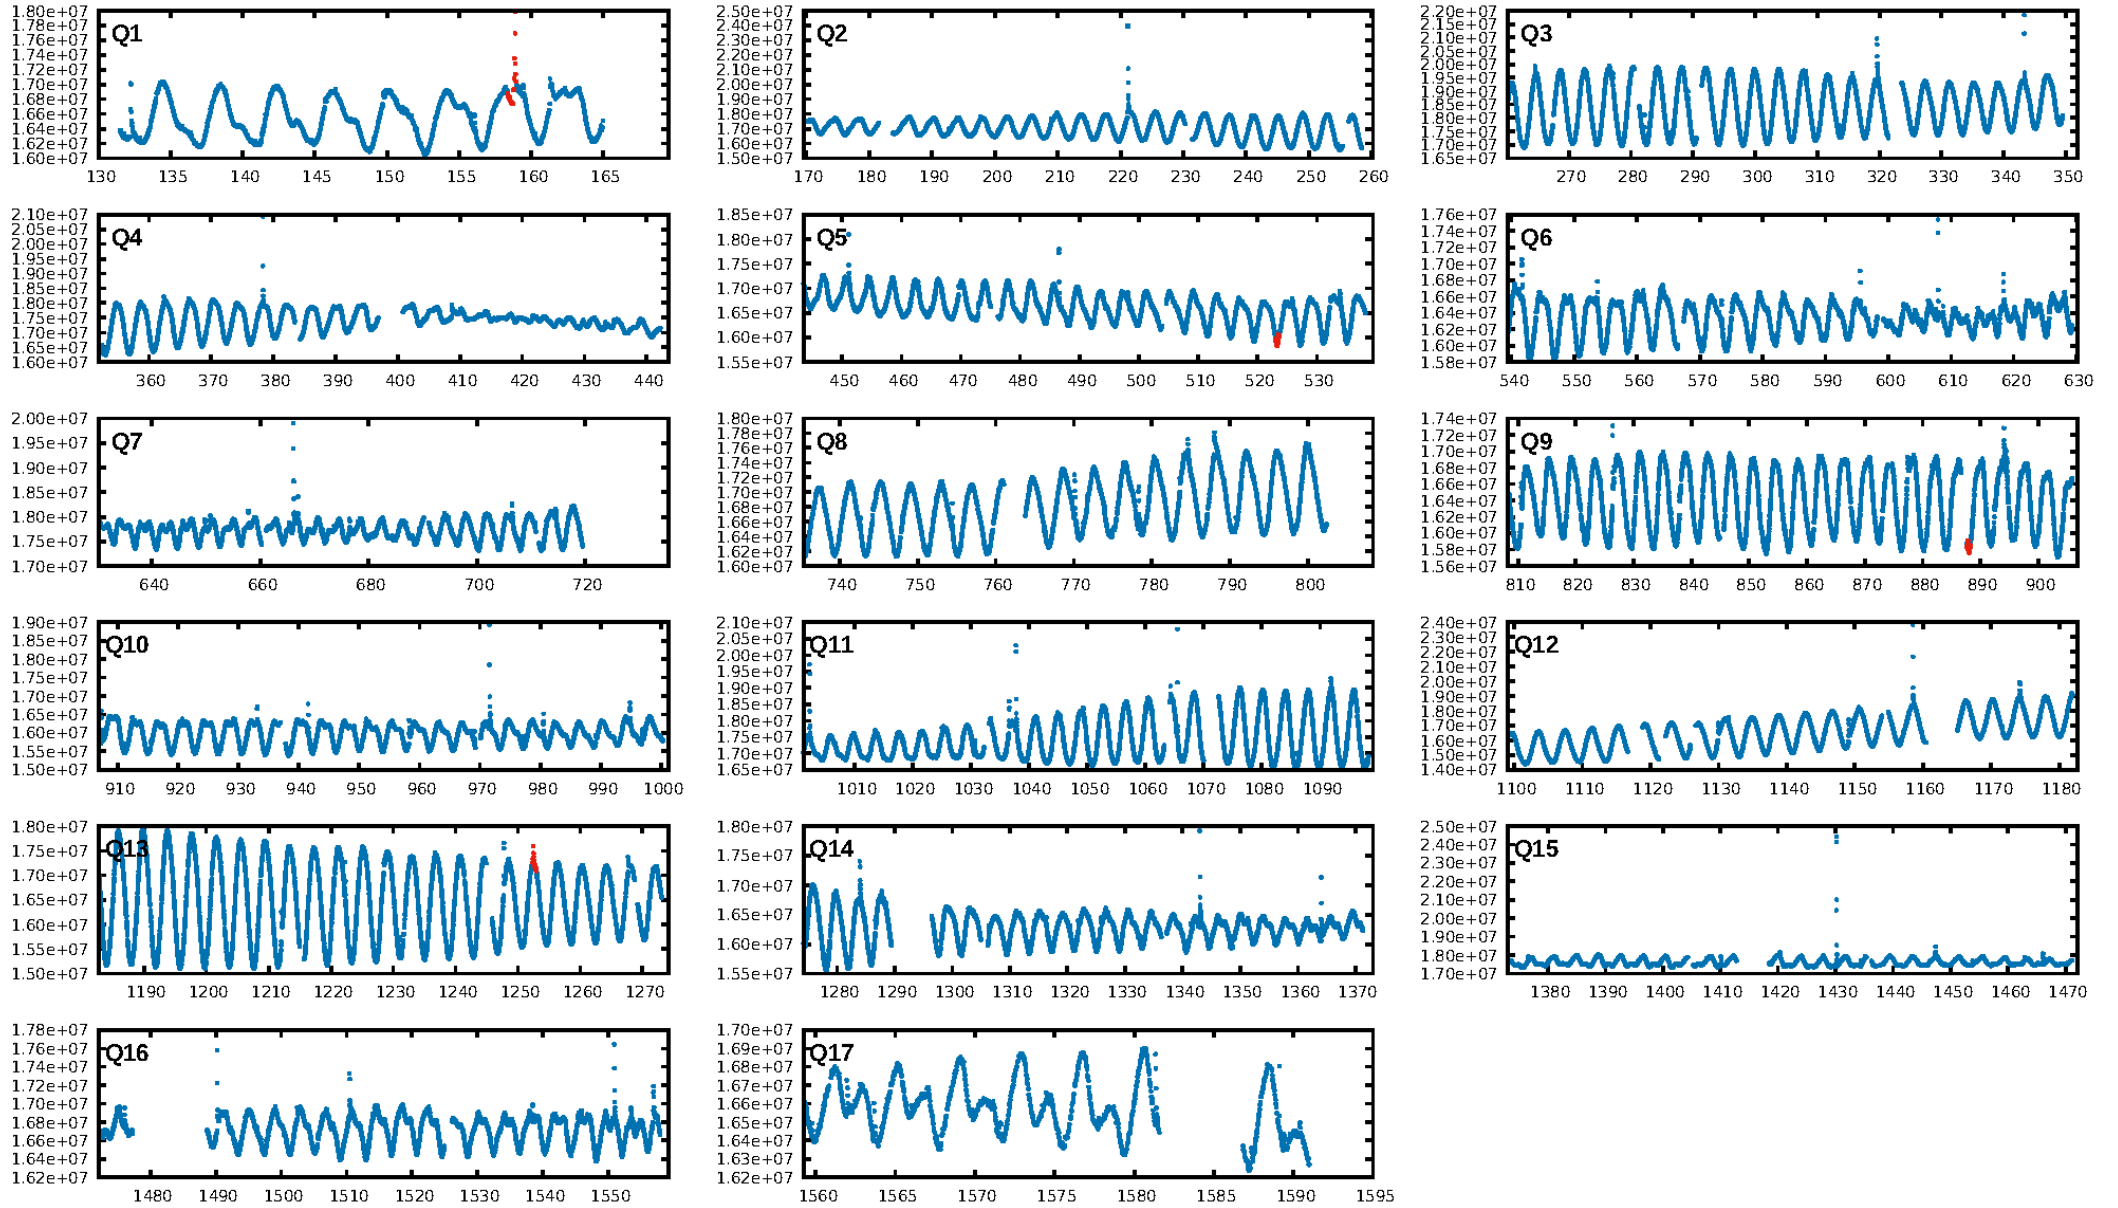 1.80e+07 1.78e+07 1.76e+07 1.74e+07 1.72e+07 1.70e+07 1.68e+07 1.66e+07 1.64e+07 1.62e+07 1.60e+07
Q1
130 135 140 145 150 155 160 165
2.50e+07 2.40e+07 2.30e+07 2.20e+07 2.10e+07 2.00e+07 1.90e+07 1.80e+07 1.70e+07 1.60e+07 1.50e+07
Q2
170 180 190 200 210 220 230 240 250 260
2.20e+07 2.15e+07 2.10e+07 2.05e+07 2.00e+07 1.95e+07 1.90e+07 1.85e+07 1.80e+07 1.75e+07 1.70e+07 1.65e+07
Q3
270 280 290 300 310 320 330 340 350
2.10e+07 2.05e+07 2.00e+07 1.95e+07 1.90e+07 1.85e+07 1.80e+07 1.75e+07 1.70e+07 1.65e+07 1.60e+07
Q4
360 370 380 390 400 410 420 430 440
1.85e+07 1.80e+07 1.75e+07 1.70e+07 1.65e+07 1.60e+07 1.55e+07
Q5
450 460 470 480 490 500 510 520 530
1.76e+07 1.74e+07 1.72e+07 1.70e+07 1.68e+07 1.66e+07 1.64e+07 1.62e+07 1.60e+07 1.58e+07
Q6
540 550 560 570 580 590 600 610 620 630
2.00e+07 1.95e+07 1.90e+07 1.85e+07 1.80e+07 1.75e+07 1.70e+07
Q7
640 660 680 700 720
1.80e+07 1.78e+07 1.76e+07 1.74e+07 1.72e+07 1.70e+07 1.68e+07 1.66e+07 1.64e+07 1.62e+07 1.60e+07
Q8
740 750 760 770 780 790 800
1.74e+07 1.72e+07 1.70e+07 1.68e+07 1.66e+07 1.64e+07 1.62e+07 1.60e+07 1.58e+07 1.56e+07
Q9
810 820 830 840 850 860 870 880 890 900
1.90e+07 1.85e+07 1.80e+07 1.75e+07 1.70e+07 1.65e+07 1.60e+07 1.55e+07 1.50e+07
Q10
910 920 930 940 950 960 970 980 990 1000
2.10e+07 2.05e+07 2.00e+07 1.95e+07 1.90e+07 1.85e+07 1.80e+07 1.75e+07 1.70e+07 1.65e+07
Q11
1010 1020 1030 1040 1050 1060 1070 1080 1090
2.40e+07 2.30e+07 2.20e+07 2.10e+07 2.00e+07 1.90e+07 1.80e+07 1.70e+07 1.60e+07 1.50e+07 1.40e+07
Q12
1100 1110 1120 1130 1140 1150 1160 1170 1180
1.80e+07 1.75e+07 1.70e+07 1.65e+07 1.60e+07 1.55e+07 1.50e+07
Q13
1190 1200 1210 1220 1230 1240 1250 1260 1270
1.80e+07 1.75e+07 1.70e+07 1.65e+07 1.60e+07 1.55e+07
Q14
1280 1290 1300 1310 1320 1330 1340 1350 1360 1370
2.50e+07 2.40e+07 2.30e+07 2.20e+07 2.10e+07 2.00e+07 1.90e+07 1.80e+07 1.70e+07
Q15
1380 1390 1400 1410 1420 1430 1440 1450 1460 1470
1.78e+07 1.76e+07 1.74e+07 1.72e+07 1.70e+07 1.68e+07 1.66e+07 1.64e+07 1.62e+07
Q16
1480 1490 1500 1510 1520 1530 1540 1550
1.70e+07 1.69e+07 1.68e+07 1.67e+07 1.66e+07 1.65e+07 1.64e+07 1.63e+07 1.62e+07
Q17
1560 1565 1570 1575 1580 1585 1590 1595